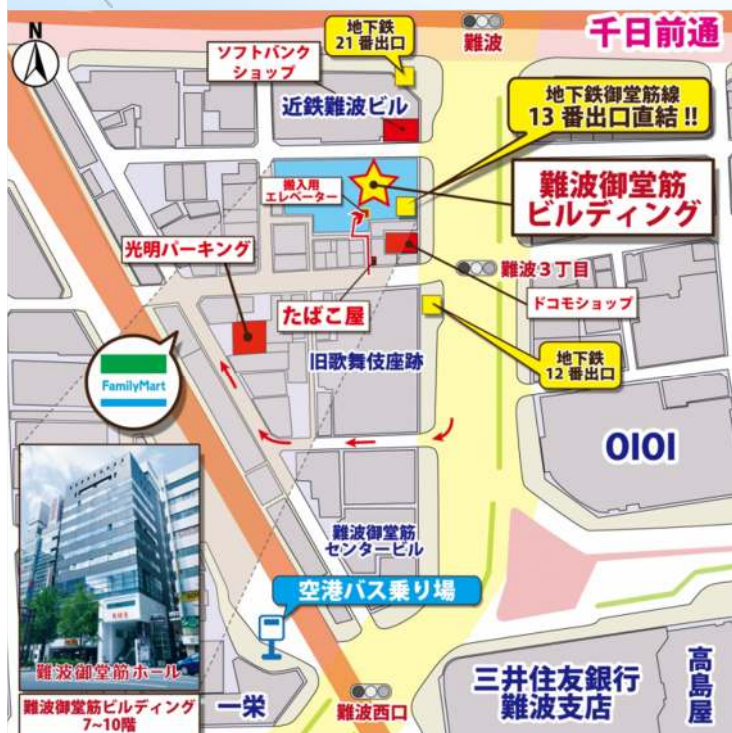 N
地下鉄
21番出口
難波
千日前通
ソフトバンク
ショップ
近鉄難波ビル
地下鉄御堂筋線
13番出口直結!!
搬入用
エレベーター
難波御堂筋
ビルディング
光明パーキング
難波3丁目
たばこ屋
ドコモショップ
FamilyMart
旧歌舞伎座跡
地下鉄
12番出口
OIOI
難波御堂筋
センタービル
空港バス乗り場
難波御堂筋ホール
難波御堂筋ビルディング
7~10階
一栄
難波西口
三井住友銀行
難波支店
高島屋